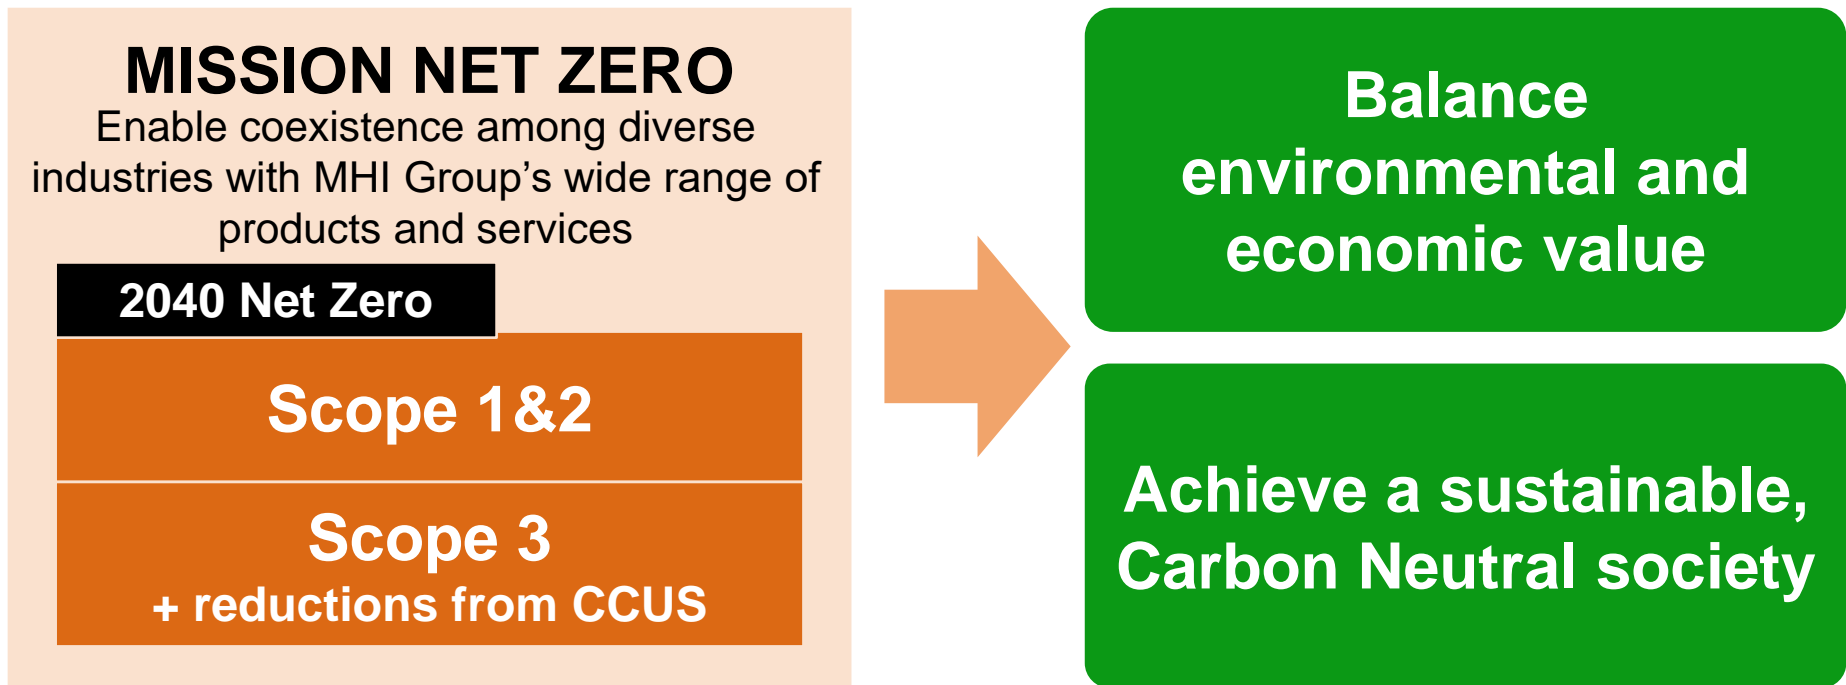 MISSION NET ZERO
Enable coexistence among diverse
industries with MHI Group’s wide range of
products and services
2040 Net Zero
Scope 1&2
Scope 3
+ reductions from CCUS
Balance
environmental and
economic value
Achieve a sustainable,
Carbon Neutral society